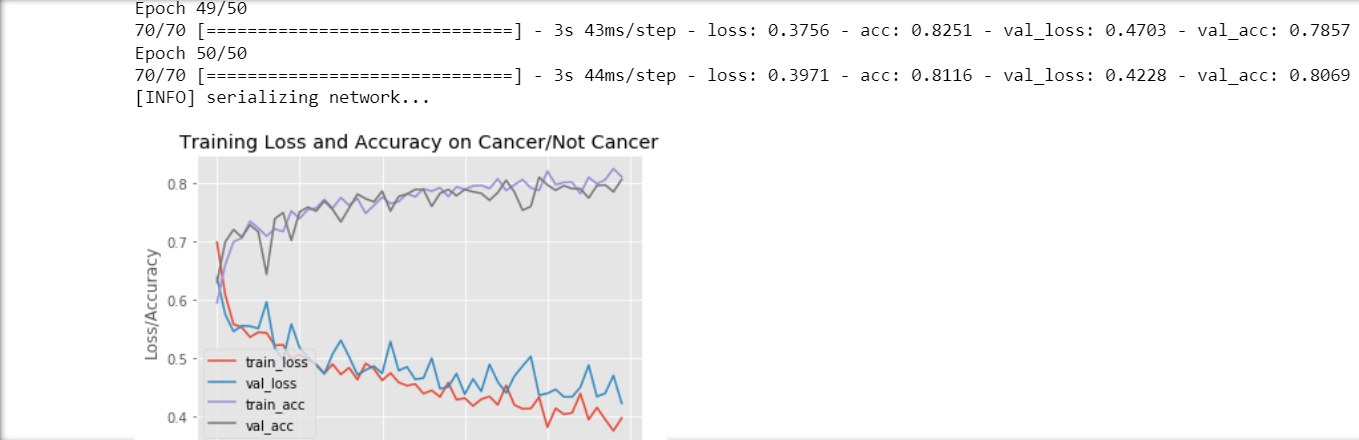 Epoch 49/50
70/70 [==============================] - 3s 43ms/step - loss: 0.3756 - acc: 0.8251 - val_loss: 0.4703 - val_acc: 0.7857
Epoch 50/50
70/70 [==============================] - 3s 44ms/step - loss: 0.3971 - acc: 0.8116 - val_loss: 0.4228 - val_acc: 0.8069
[INFO] serializing network...
Training Loss and Accuracy on Cancer/Not Cancer
0.8
0.7
0.6
0.5
0.4
Loss/Accuracy
train_loss
val_loss
train_acc
val_acc